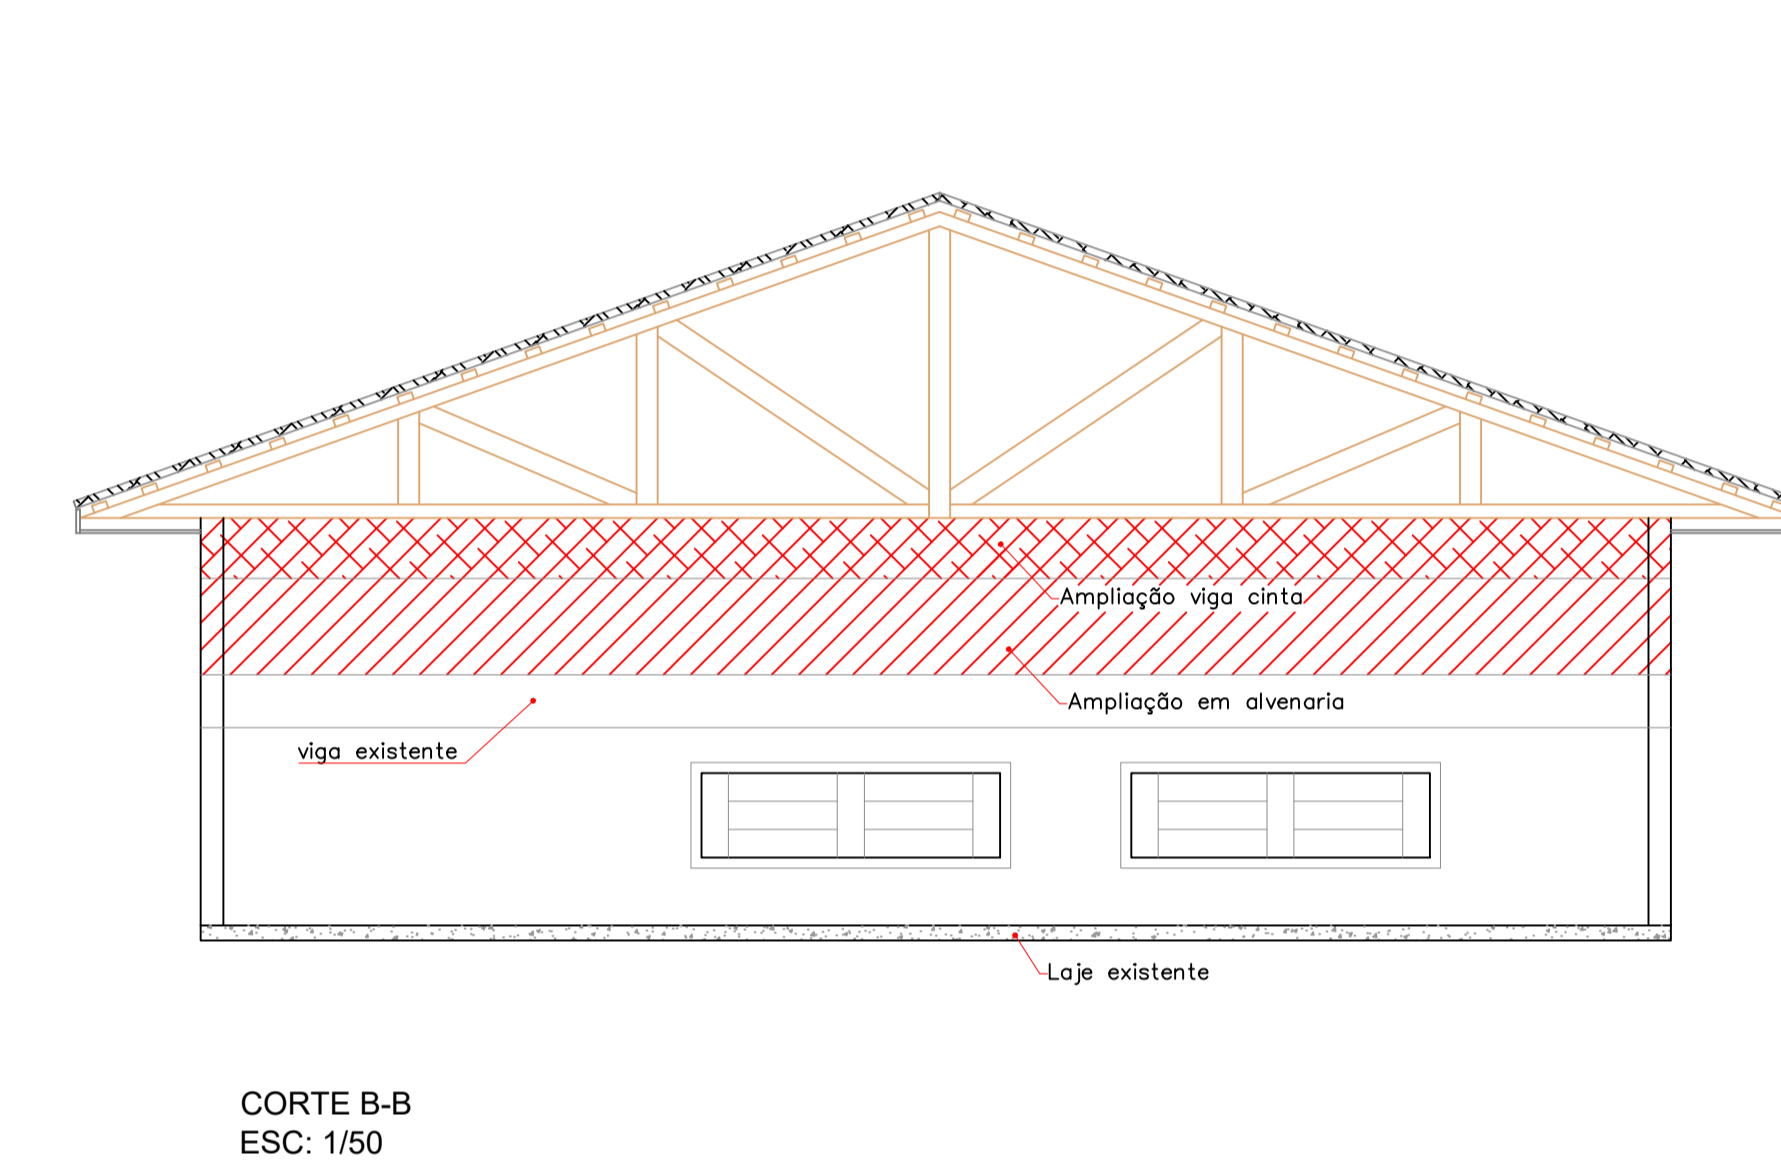 Ampliação viga cinta
Ampliação em alvenaria
viga existente
Laje existente
CORTE B-B
ESC: 1/50